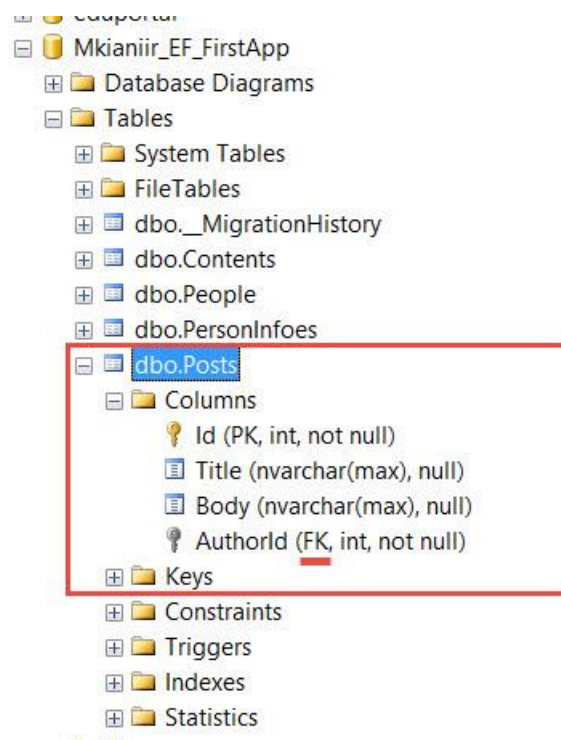 eduportal
Mkianiir_EF_FirstApp
Database Diagrams
Tables
System Tables
FileTables
dbo.__MigrationHistory
dbo.Contents
dbo.People
dbo.PersonInfoes
dbo.Posts
Columns
Id (PK, int, not null)
Title (nvarchar(max), null)
Body (nvarchar(max), null)
AuthorId (FK, int, not null)
Keys
Constraints
Triggers
Indexes
Statistics